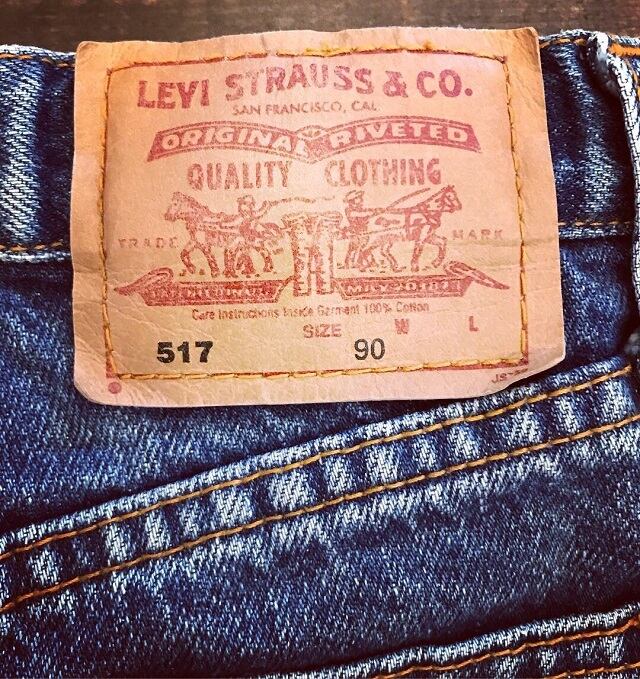 LEVI STRAUSS & CO.
SAN FRANCISCO, CAL
ORIGINAL RIVETED
QUALITY CLOTHING
TRADE MARK
Care Instructions Inside Garment 100% Cotton
SIZE W L
517 90